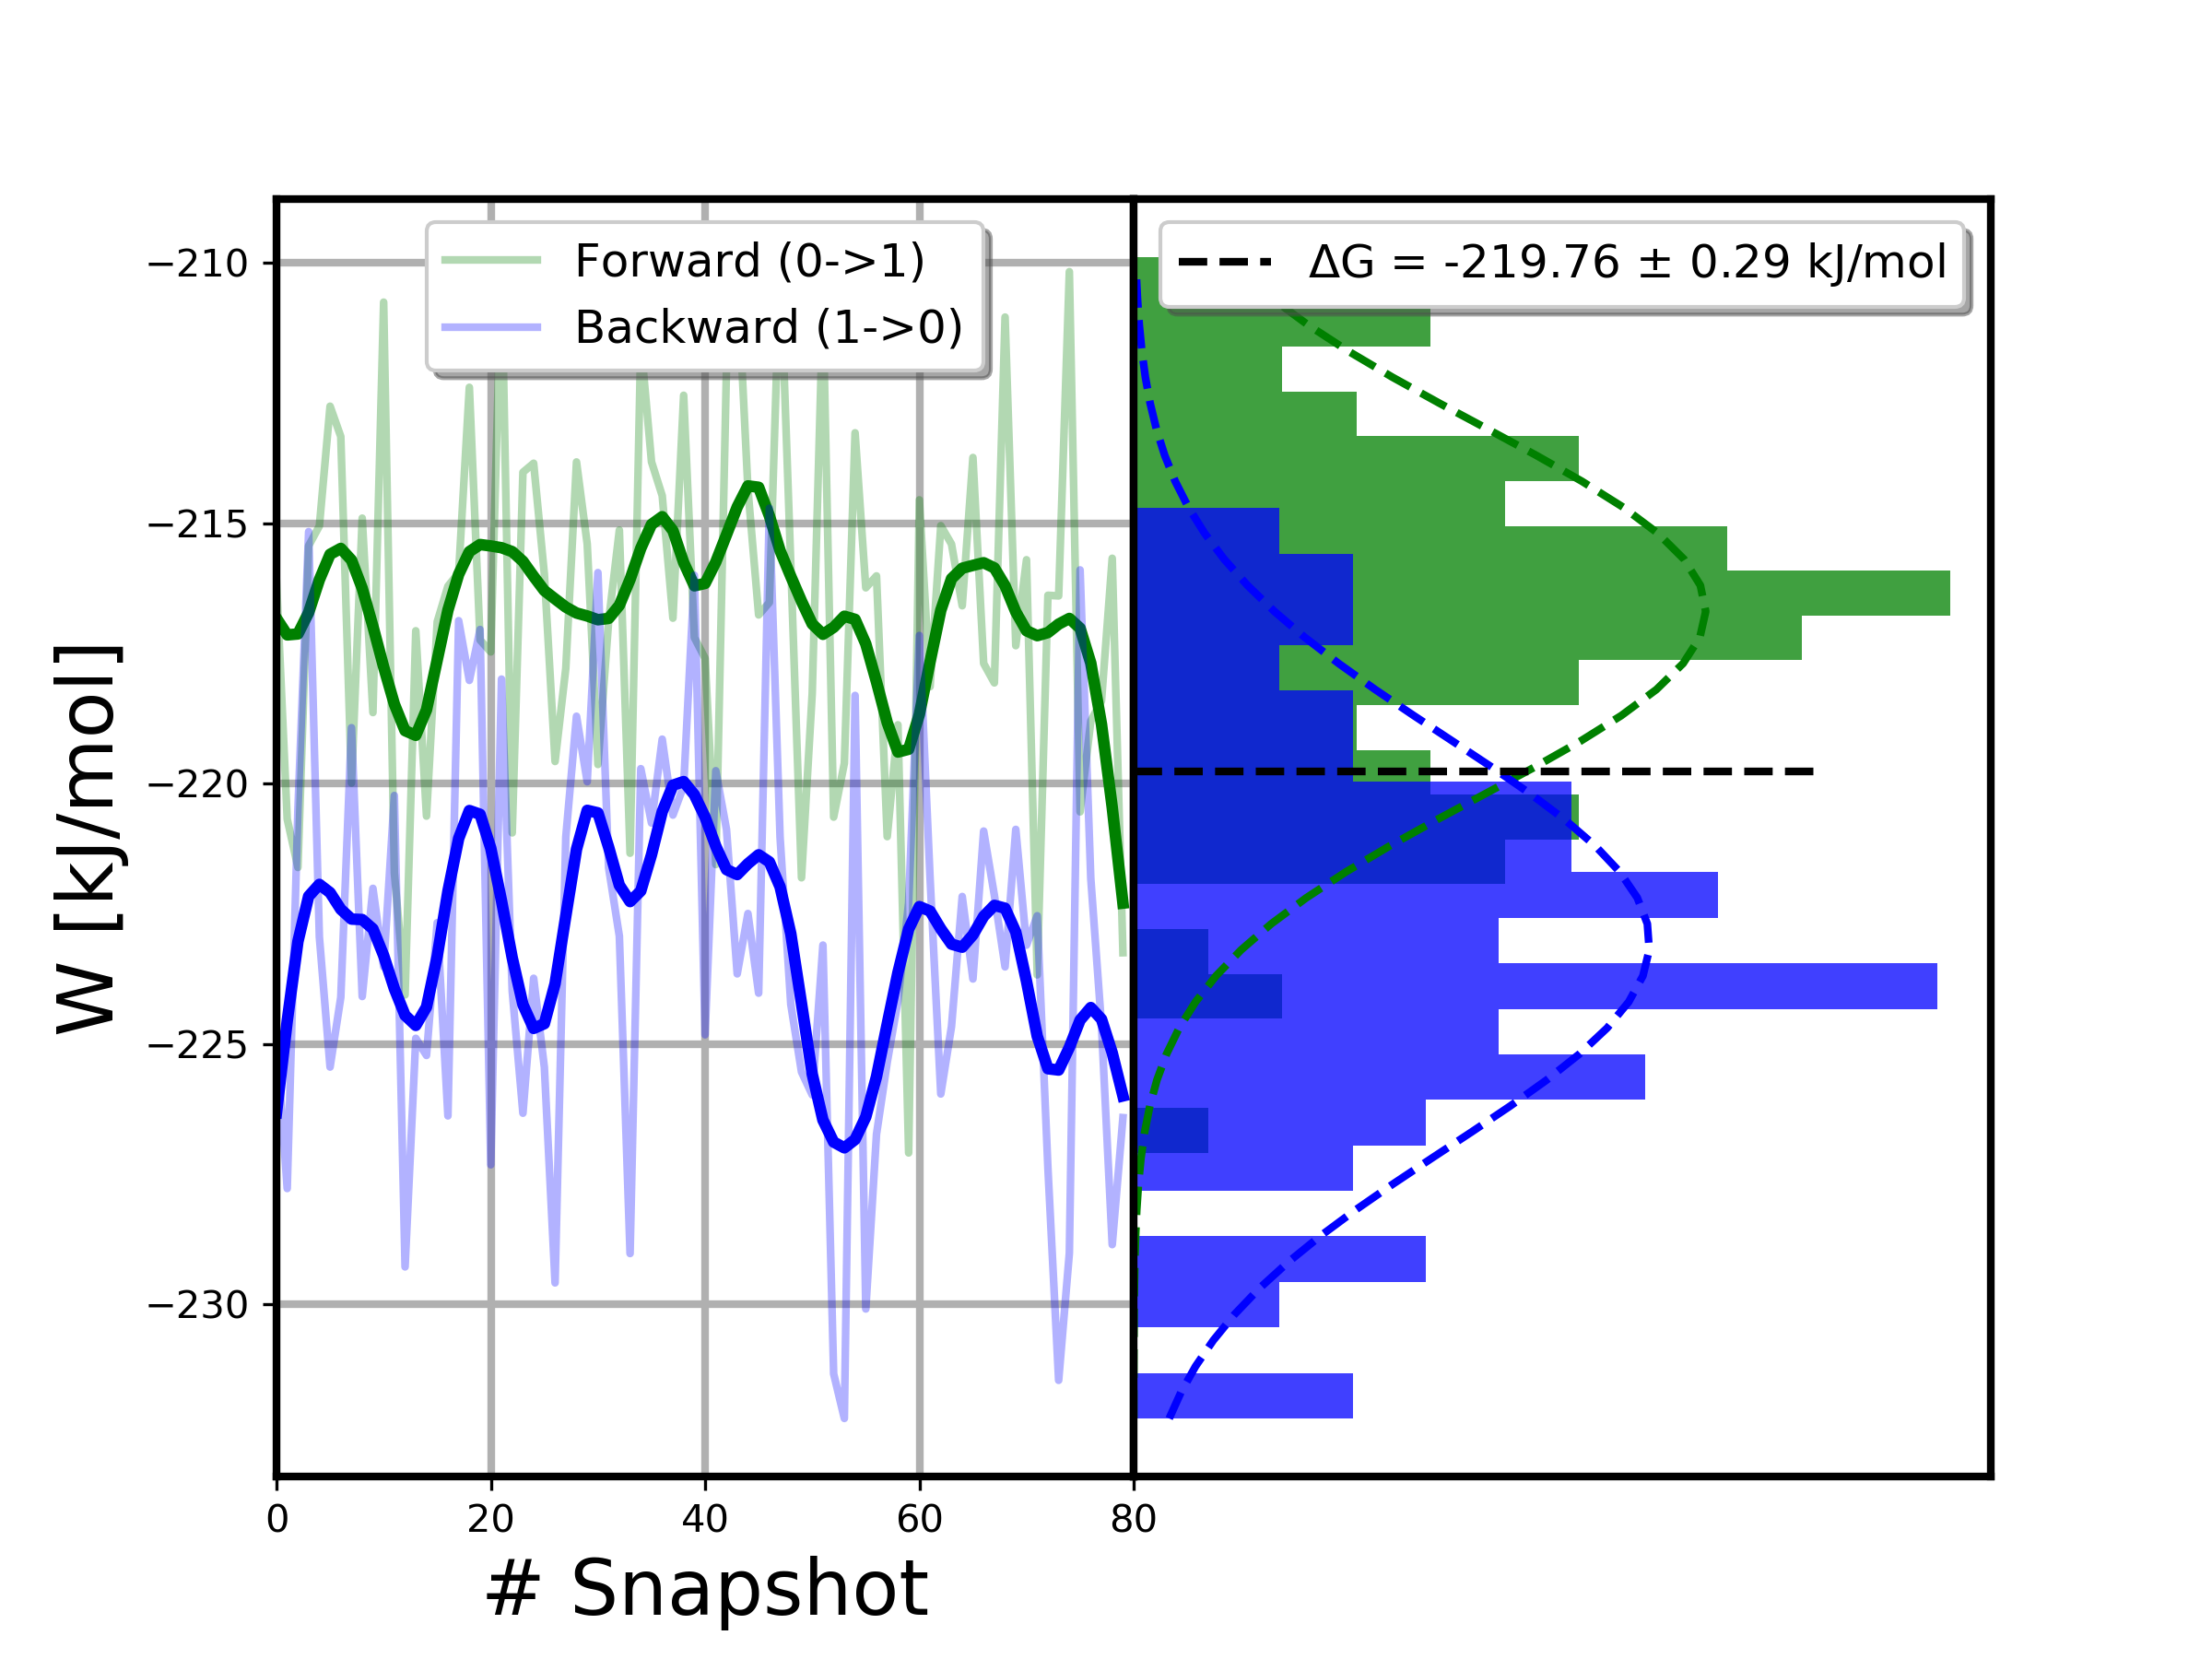 Forward (0->1)
Backward (1->0)
ΔG = -219.76 ± 0.29 kJ/mol
W [kJ/mol]
−210
−215
−220
−225
−230
0 20 40 60 80
# Snapshot